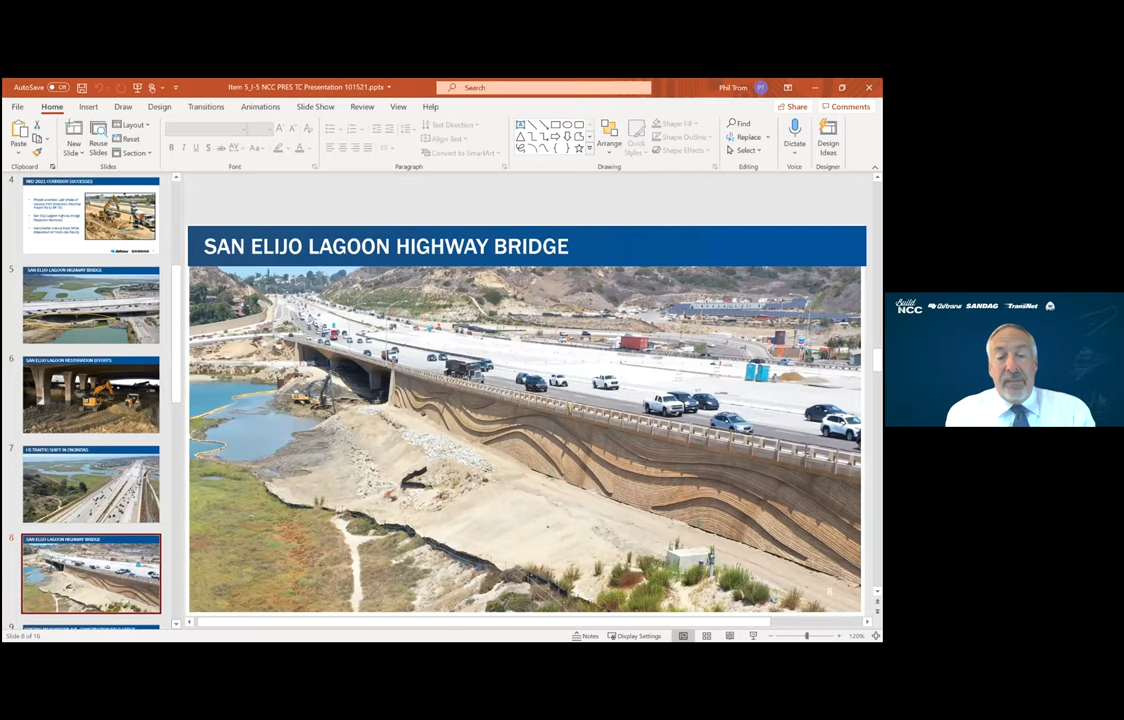 AutoSave Off
Item 5_I-5 NCC PRES TC Presentation 101521.pptx
Search
Phil Trom PT
File Home Insert Draw Design Transitions Animations Slide Show Review View Help
Share Comments
Paste
New Slide
Reuse Slides
Layout
Reset
Section
Text Direction
Align Text
Convert to SmartArt
Arrange
Quick Styles
Shape Fill
Shape Outline
Shape Effects
Find
Replace
Select
Dictate
Design Ideas
Clipboard Slides Font Paragraph Drawing Editing Voice Designer
4
MID 2021 CORRIDOR SUCCESSES
5
SAN ELIJO LAGOON HIGHWAY BRIDGE
6
SAN ELIJO LAGOON RESTORATION EFFORTS
7
I-5 TRAFFIC SHIFT IN ENCINITAS
8
SAN ELIJO LAGOON HIGHWAY BRIDGE
9
SAN ELIJO LAGOON HIGHWAY BRIDGE
8
Build NCC Caltrans SANDAG TransNet
Slide 8 of 16
Notes Display Settings 120%